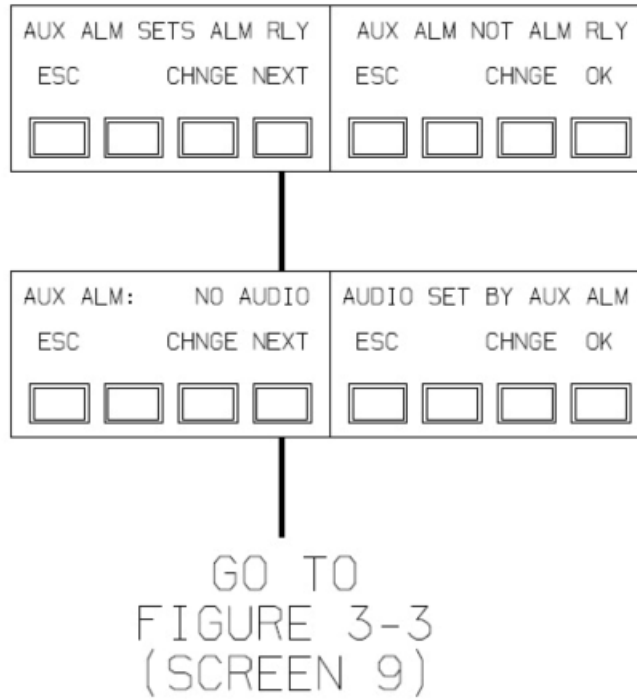 AUX ALM SETS ALM RLY
ESC CHNGE NEXT
AUX ALM NOT ALM RLY
ESC CHNGE OK
AUX ALM: NO AUDIO
ESC CHNGE NEXT
AUDIO SET BY AUX ALM
ESC CHNGE OK
GO TO
FIGURE 3-3
(SCREEN 9)